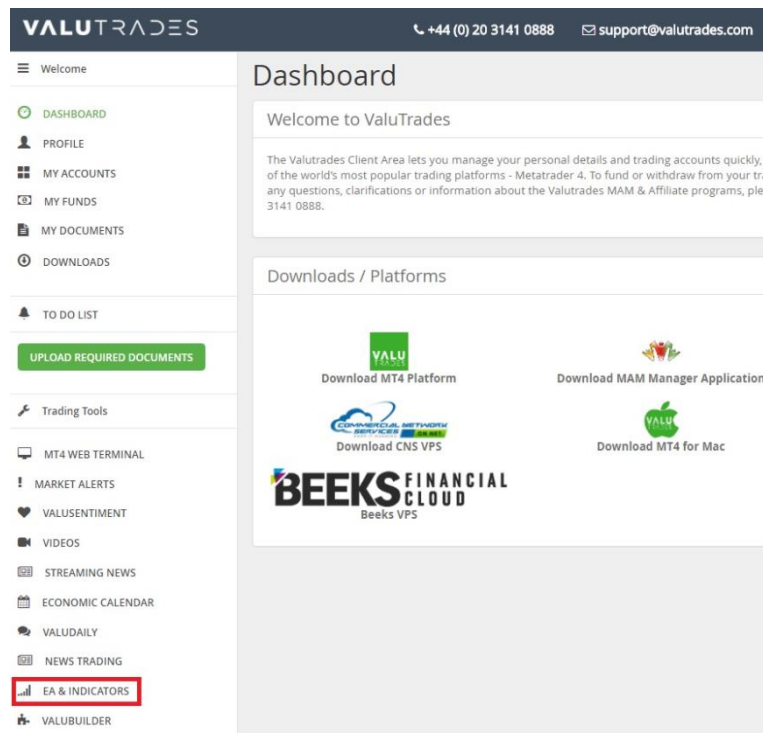 VALUTRADES
+44 (0) 20 3141 0888 support@valutrades.com
Welcome
DASHBOARD
PROFILE
MY ACCOUNTS
MY FUNDS
MY DOCUMENTS
DOWNLOADS
TO DO LIST
UPLOAD REQUIRED DOCUMENTS
Trading Tools
MT4 WEB TERMINAL
MARKET ALERTS
VALUSENTIMENT
VIDEOS
STREAMING NEWS
ECONOMIC CALENDAR
VALUDAILY
NEWS TRADING
EA & INDICATORS
VALUBUILDER
Dashboard
Welcome to ValuTrades
The Valutrades Client Area lets you manage your personal details and trading accounts quickly,
of the world's most popular trading platforms - Metatrader 4. To fund or withdraw from your tra
any questions, clarifications or information about the Valutrades MAM & Affiliate programs, ple
3141 0888.
Downloads / Platforms
VALU
TRADES
Download MT4 Platform
Download MAM Manager Application
COMMERCIAL NETWORK
SERVICES
Download CNS VPS
VALU
TRADES
Download MT4 for Mac
BEEKS FINANCIAL
CLOUD
Beeks VPS